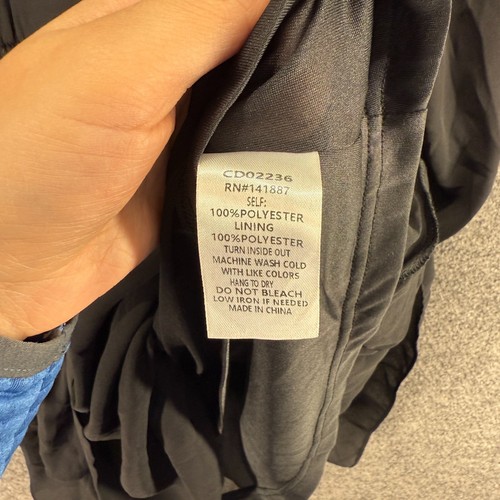 CD02236
RN#141887
SELF:
100%POLYESTER
LINING
100%POLYESTER
TURN INSIDE OUT
MACHINE WASH COLD
WITH LIKE COLORS
HANG TO DRY
DO NOT BLEACH
LOW IRON IF NEEDED
MADE IN CHINA